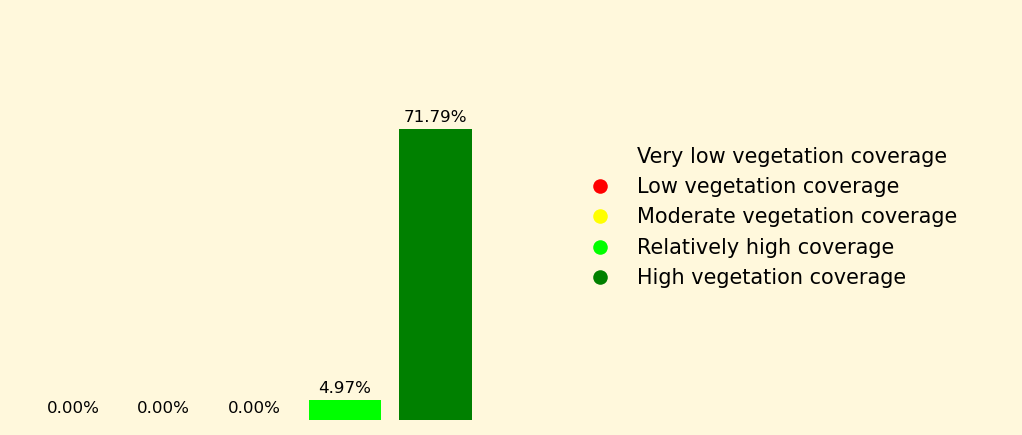 71.79%
4.97%
0.00%
0.00%
0.00%
Very low vegetation coverage
Low vegetation coverage
Moderate vegetation coverage
Relatively high coverage
High vegetation coverage